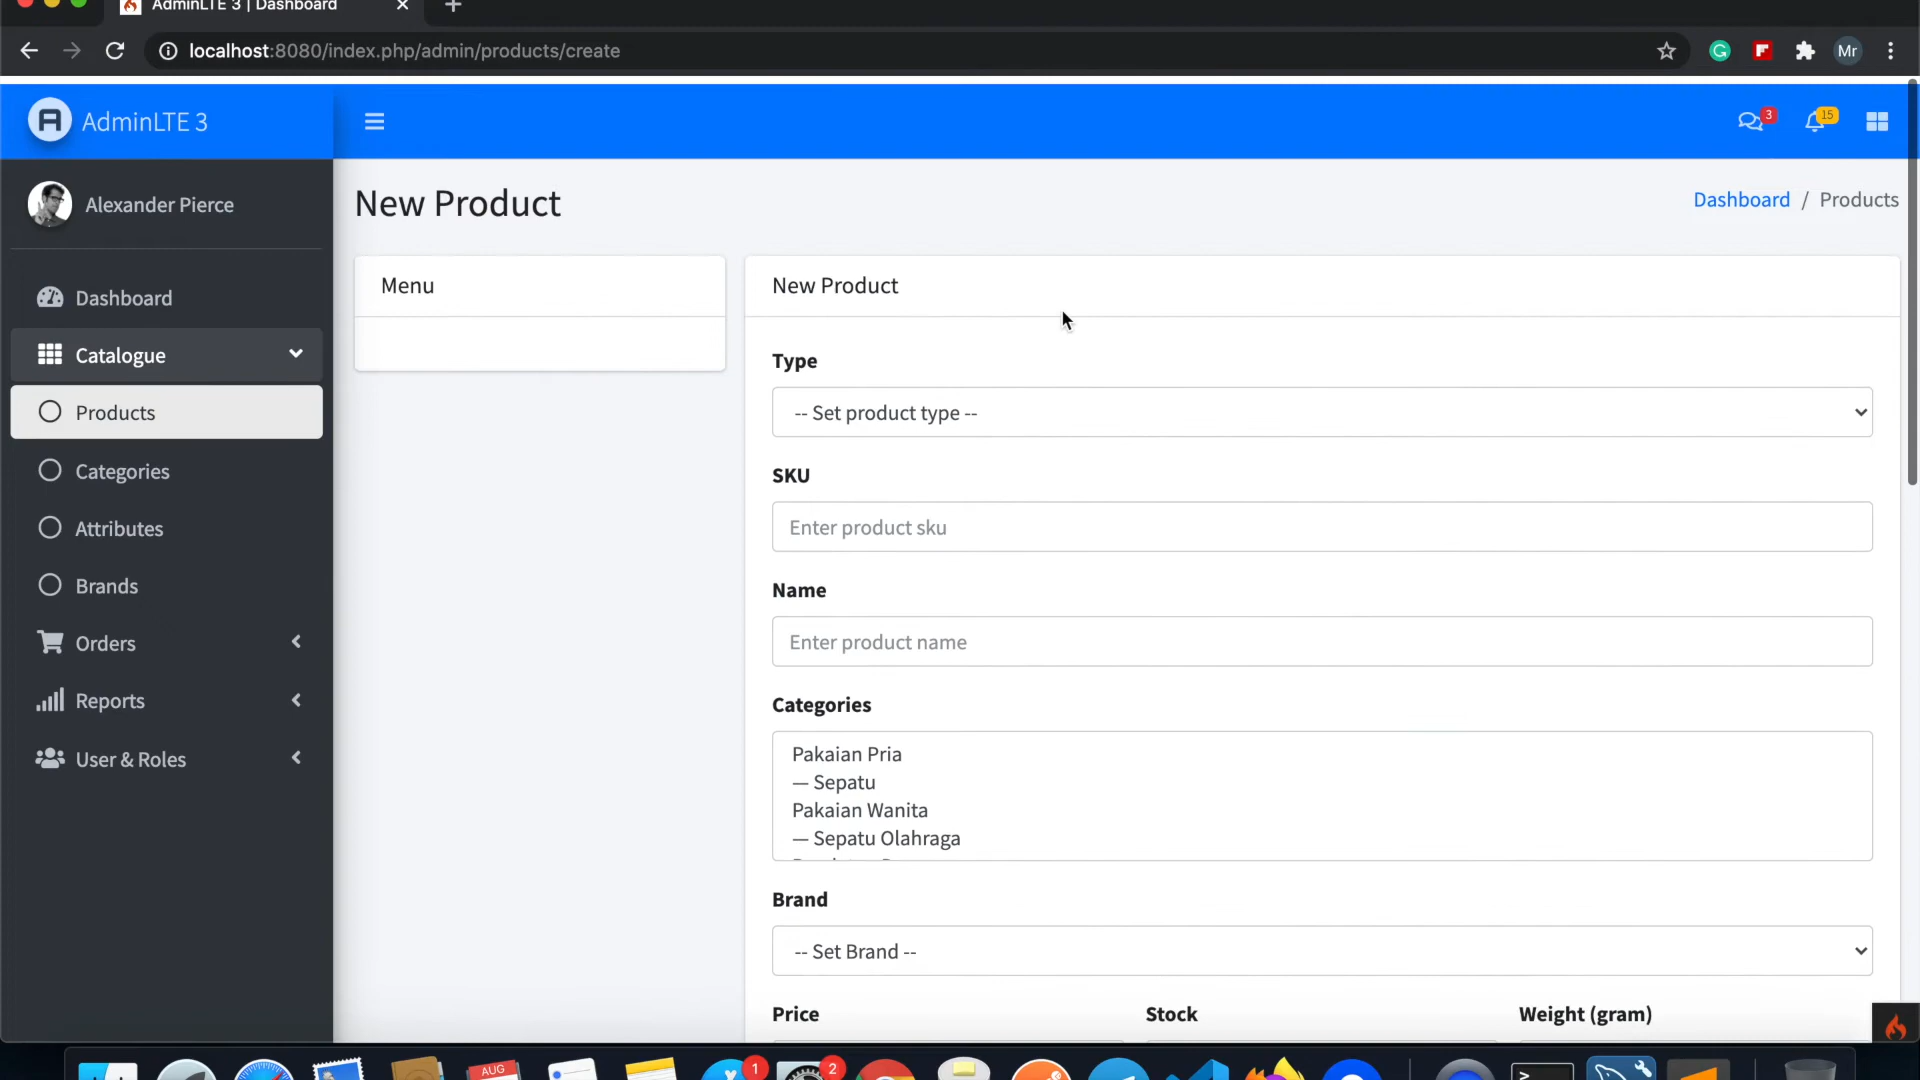 AdminLTE 3 | Dashboard
localhost:8080/index.php/admin/products/create
Mr
AdminLTE 3
3
15
Alexander Pierce
New Product
Dashboard / Products
Dashboard
Catalogue
Products
Categories
Attributes
Brands
Orders
Reports
User & Roles
Menu
New Product
Type
-- Set product type --
SKU
Enter product sku
Name
Enter product name
Categories
Pakaian Pria
— Sepatu
Pakaian Wanita
— Sepatu Olahraga
Brand
-- Set Brand --
Price
Stock
Weight (gram)
AUG
1
2